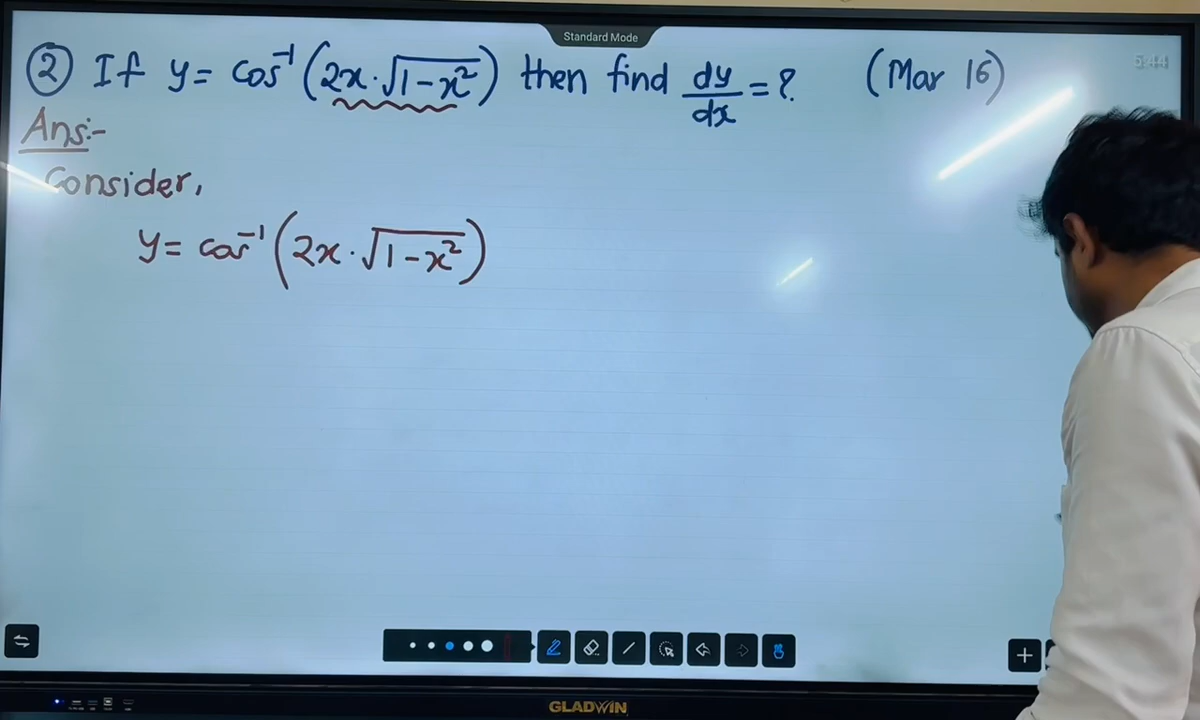 Standard Mode
② If y = cos⁻¹(2x·√(1-x²)) then find dy/dx = ? (Mar 16)
Ans:-
Consider,
y = cos⁻¹(2x·√(1-x²))
GLADWIN